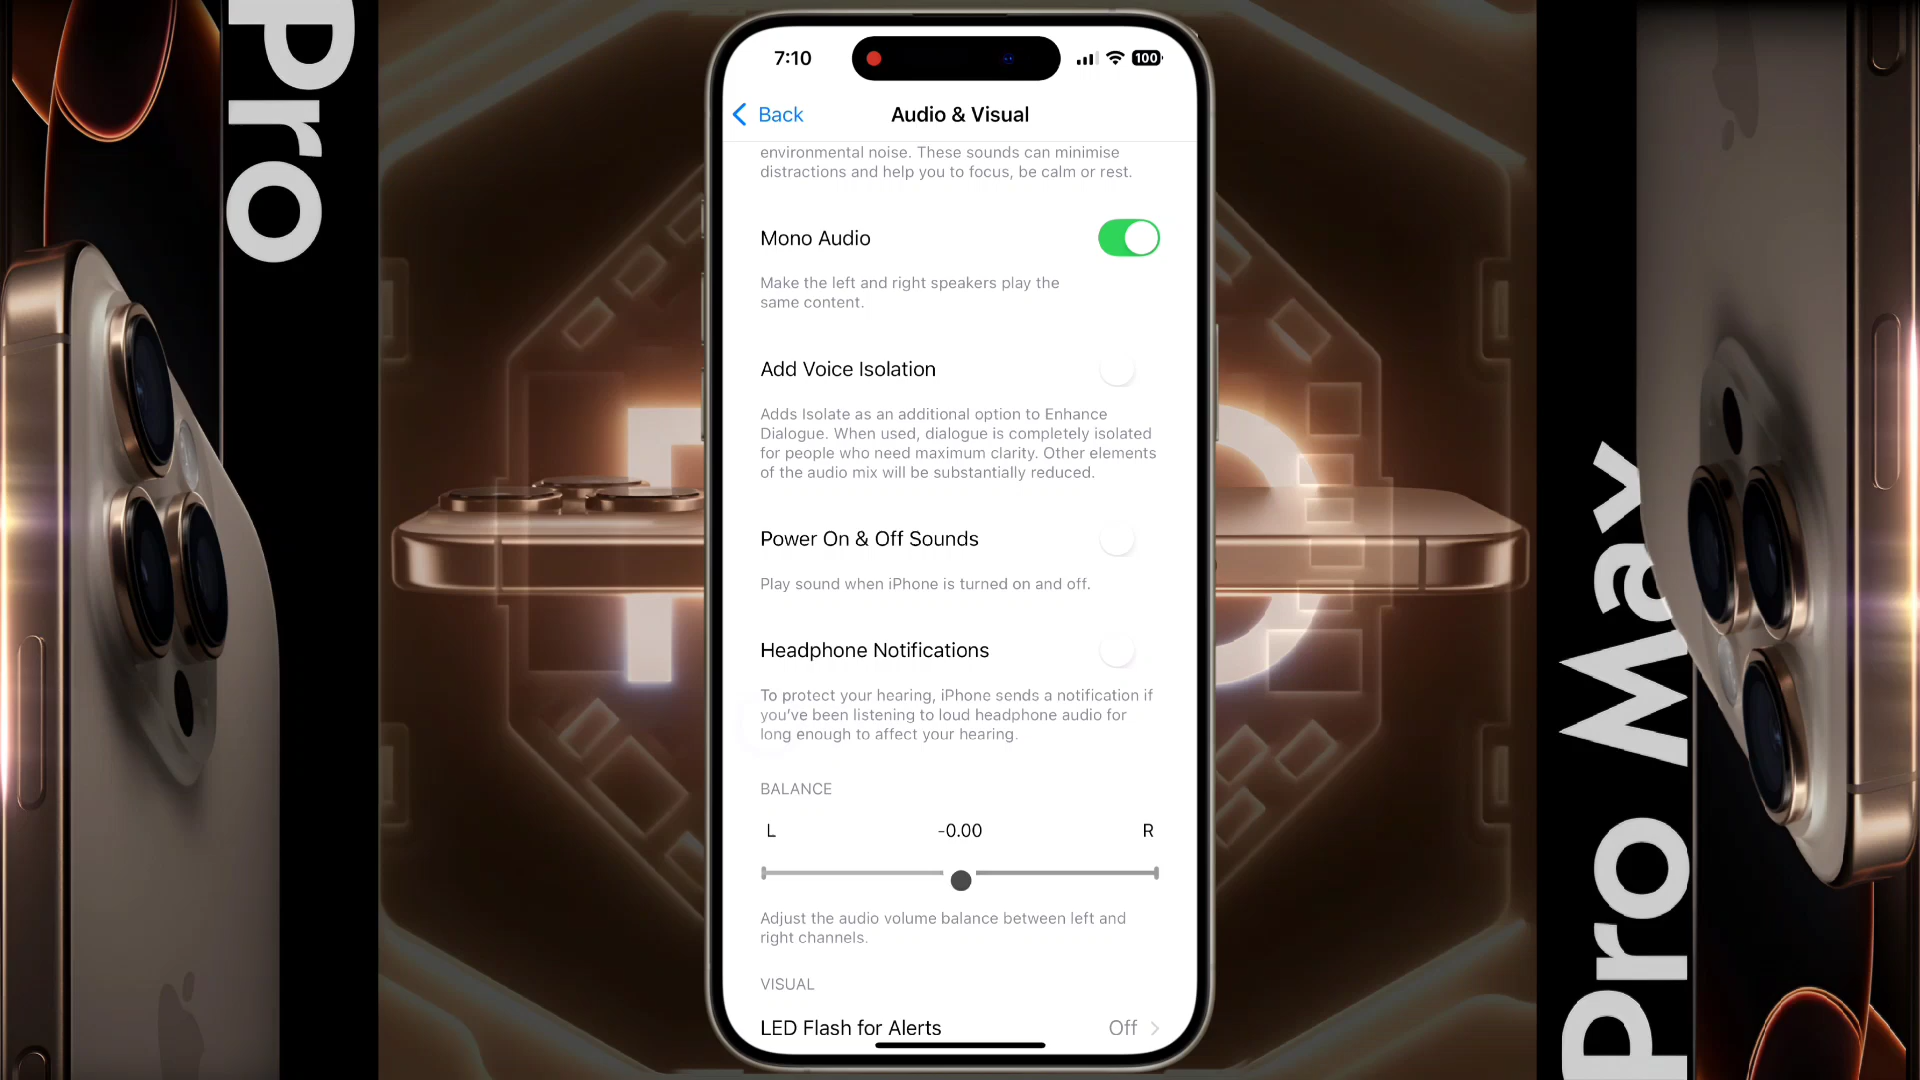 Pro
7:10
100
Back
Audio & Visual
environmental noise. These sounds can minimise
distractions and help you to focus, be calm or rest.
Mono Audio
Make the left and right speakers play the
same content.
Add Voice Isolation
Adds Isolate as an additional option to Enhance
Dialogue. When used, dialogue is completely isolated
for people who need maximum clarity. Other elements
of the audio mix will be substantially reduced.
Power On & Off Sounds
Play sound when iPhone is turned on and off.
Headphone Notifications
To protect your hearing, iPhone sends a notification if
you've been listening to loud headphone audio for
long enough to affect your hearing.
BALANCE
L -0.00 R
Adjust the audio volume balance between left and
right channels.
VISUAL
LED Flash for Alerts Off
Pro Max